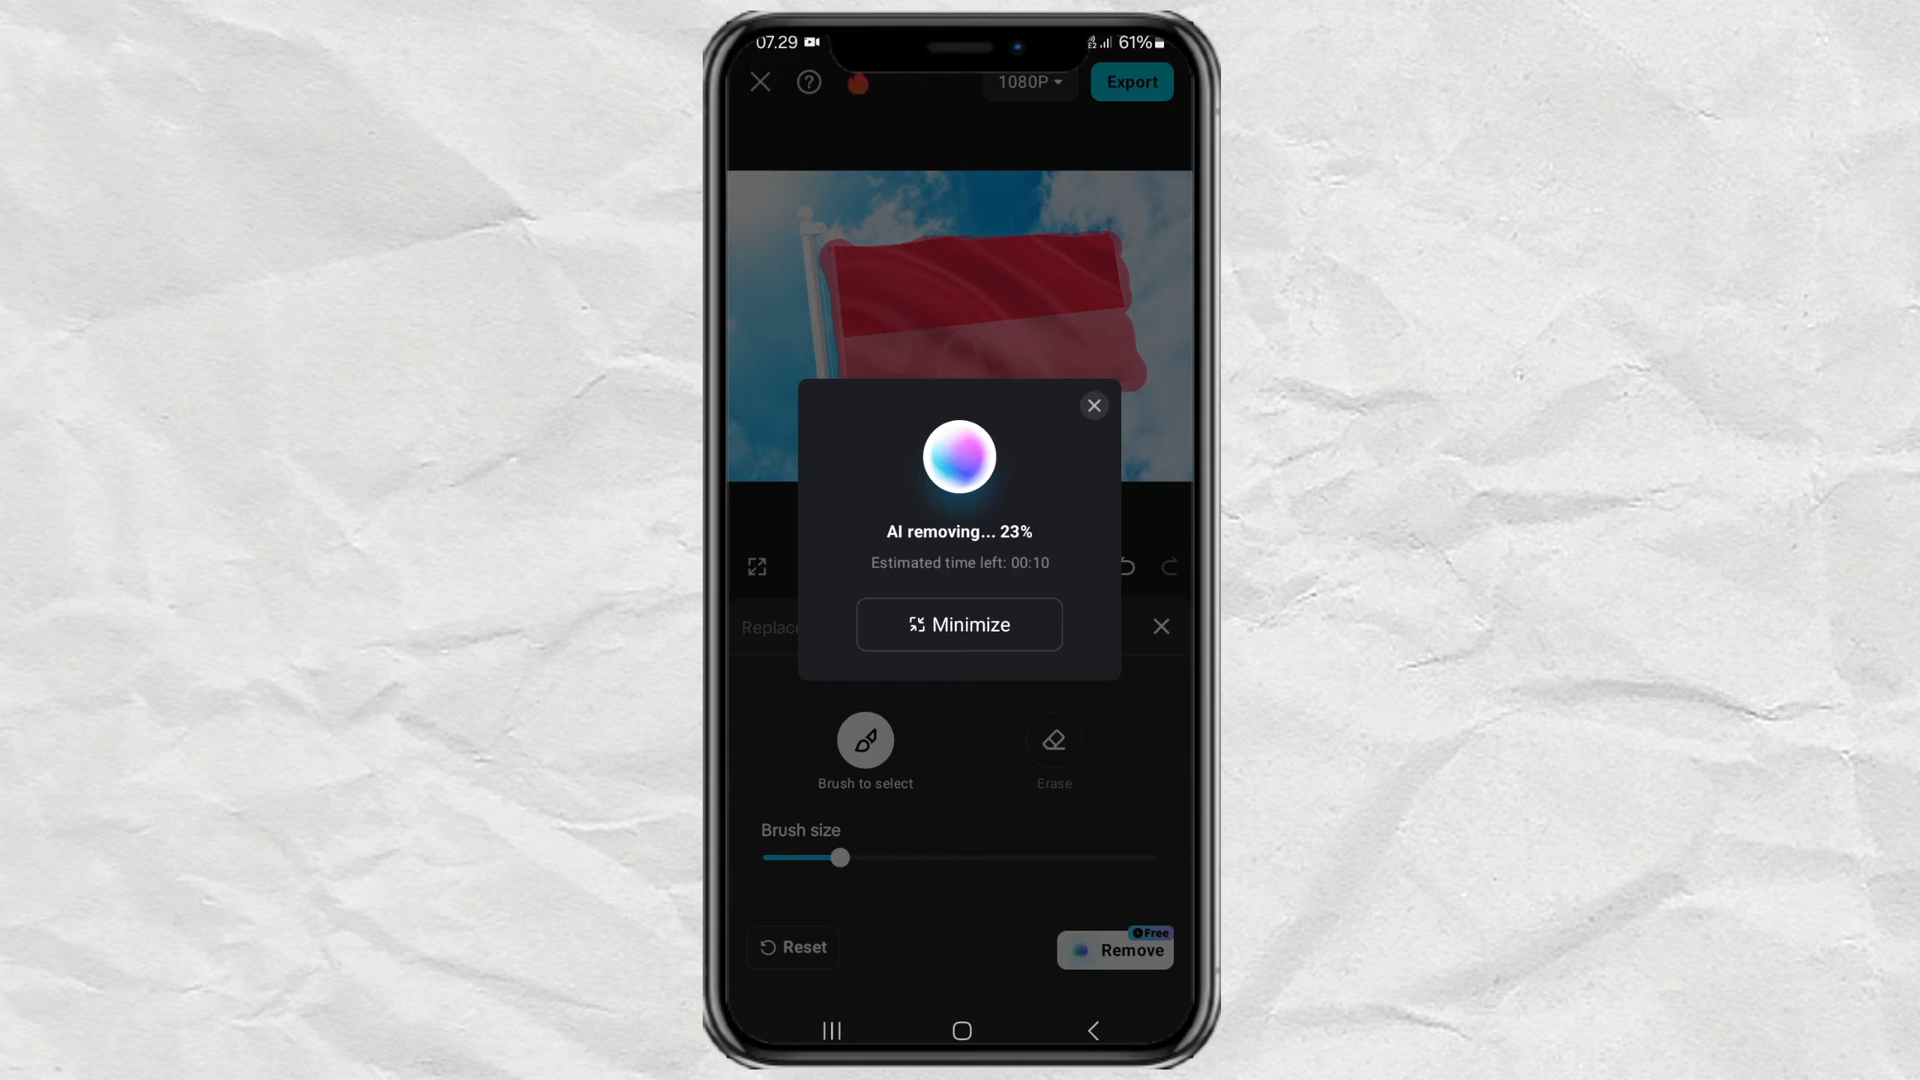 07.29 61%
1080P Export
AI removing... 23%
Estimated time left: 00:10
Minimize
Replace
Brush to select Erase
Brush size
Reset
Free
Remove